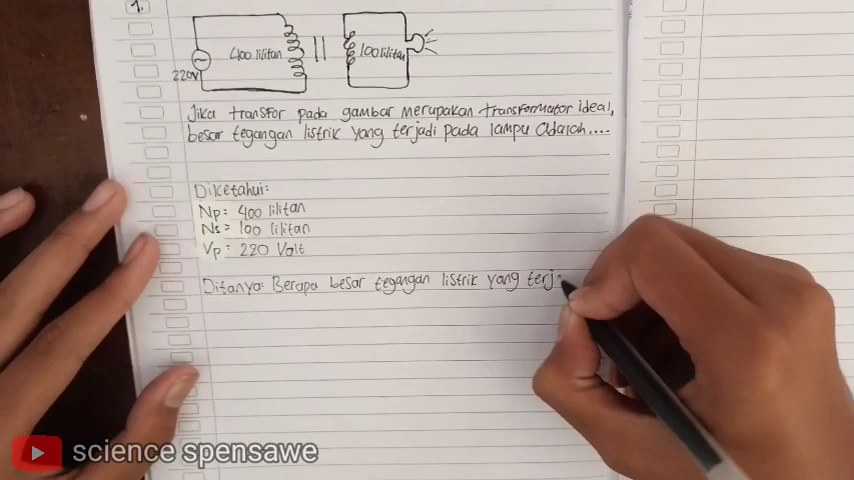 1.
400 lilitan
100 lilitan
220V
Jika transfor pada gambar merupakan transformator ideal,
besar tegangan listrik yang terjadi pada lampu adalah....
Diketahui:
Np= 400 lilitan
Ns= 100 lilitan
Vp= 220 Volt
Ditanya: Berapa besar tegangan listrik yang terj
science spensawe